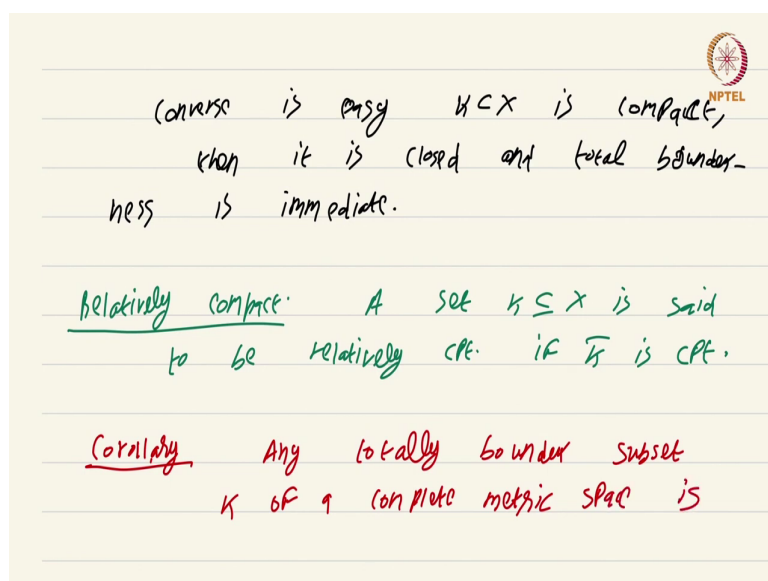 NPTEL
Converse is easy K ⊂ X is compact,
then it is closed and total bounded-
ness is immediate.
Relatively compact. A set K ⊆ X is said
to be relatively cpt. if K̅ is cpt.
Corollary Any totally bounded subset
K of a complete metric space is